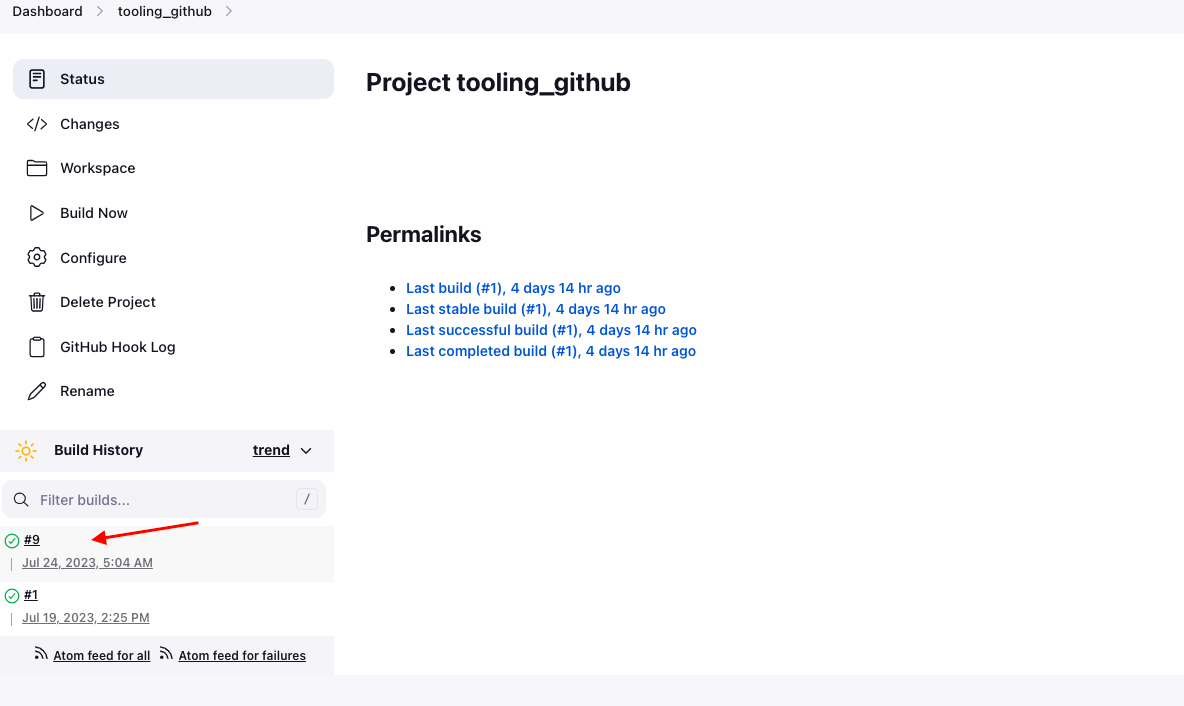 Dashboard > tooling_github >
Status
Changes
Workspace
Build Now
Configure
Delete Project
GitHub Hook Log
Rename
Build History trend
Filter builds... /
#9
Jul 24, 2023, 5:04 AM
#1
Jul 19, 2023, 2:25 PM
Atom feed for all Atom feed for failures
Project tooling_github
Permalinks
Last build (#1), 4 days 14 hr ago
Last stable build (#1), 4 days 14 hr ago
Last successful build (#1), 4 days 14 hr ago
Last completed build (#1), 4 days 14 hr ago